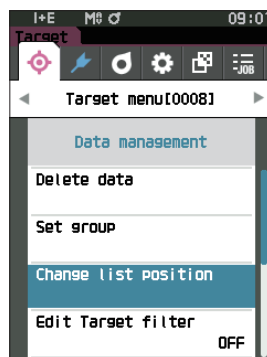 I+E M 09:0
Target
-JOB
Target menu[0008]
Data management
Delete data
Set group
Change list position
Edit Target filter
OFF